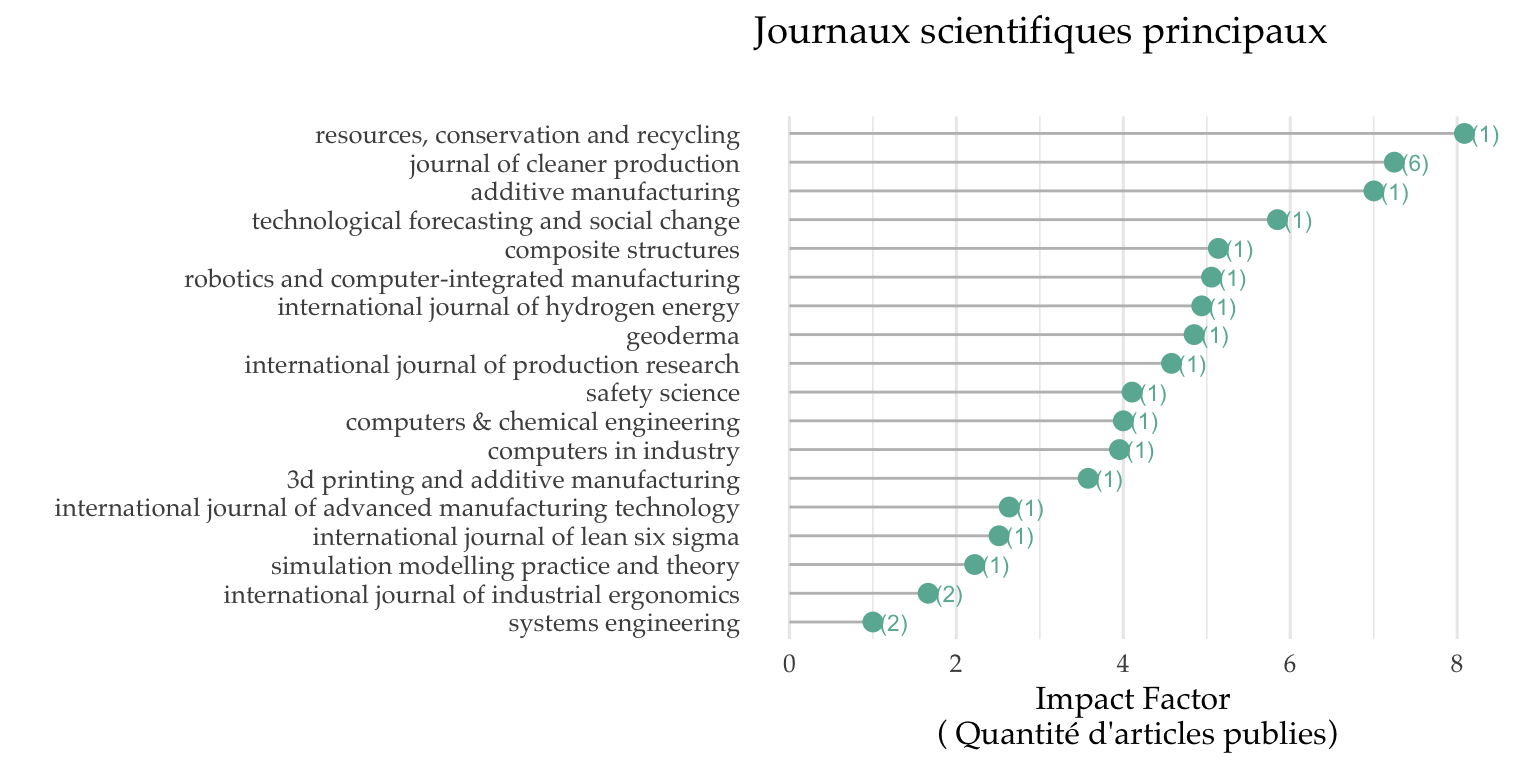 Journaux scientifiques principaux
resources, conservation and recycling (1)
journal of cleaner production (6)
additive manufacturing (1)
technological forecasting and social change (1)
composite structures (1)
robotics and computer-integrated manufacturing (1)
international journal of hydrogen energy (1)
geoderma (1)
international journal of production research (1)
safety science (1)
computers & chemical engineering (1)
computers in industry (1)
3d printing and additive manufacturing (1)
international journal of advanced manufacturing technology (1)
international journal of lean six sigma (1)
simulation modelling practice and theory (1)
international journal of industrial ergonomics (2)
systems engineering (2)
0 2 4 6 8
Impact Factor
( Quantité d'articles publies)